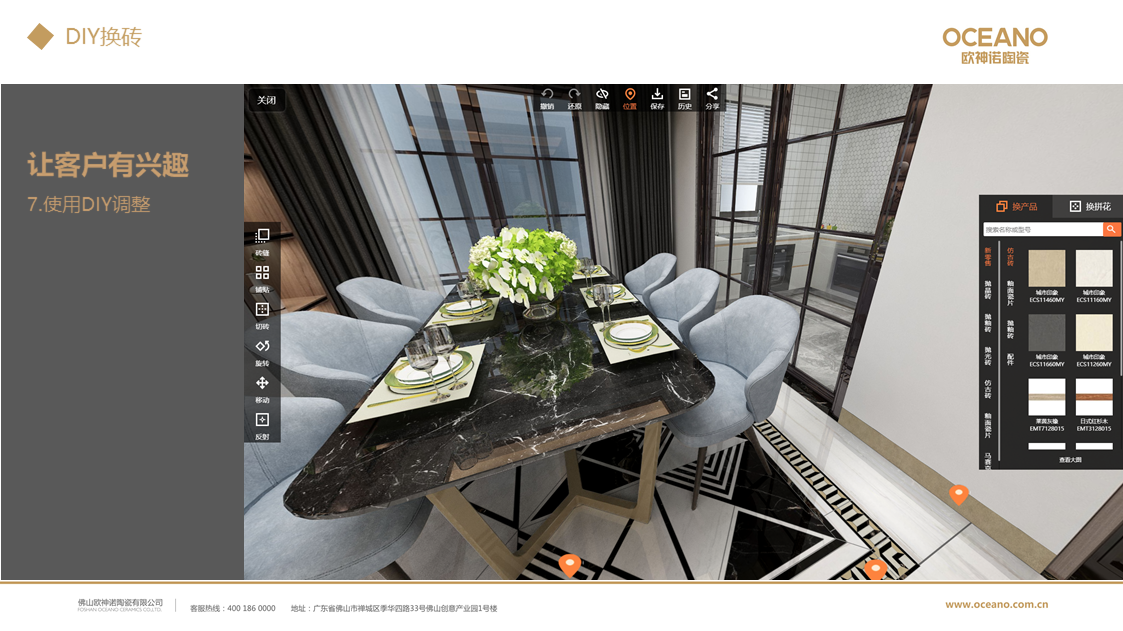 DIY换砖
OCEANO
欧神诺陶瓷
让客户有兴趣
7.使用DIY调整
关闭
撤销 还原 隐藏 位置 保存 历史 分享
砖缝
铺贴
切砖
旋转
移动
反射
换产品 换拼花
搜索名称或型号
新零售
抛晶砖
抛釉砖
抛光砖
仿古砖
釉面瓷片
仿古砖
釉面瓷片
抛釉砖
配件
城市印象 城市印象
ECS11460MY ECS11160MY
城市印象 城市印象
ECS11660MY ECS11260MY
莱茵灰橡 日式红杉木
EMT7128015 EMT3128015
查看大图
佛山欧神诺陶瓷有限公司
FOSHAN OCEANO CERAMICS CO.,LTD.
客服热线：400 186 0000 地址：广东省佛山市禅城区季华四路33号佛山创意产业园1号楼
www.oceano.com.cn